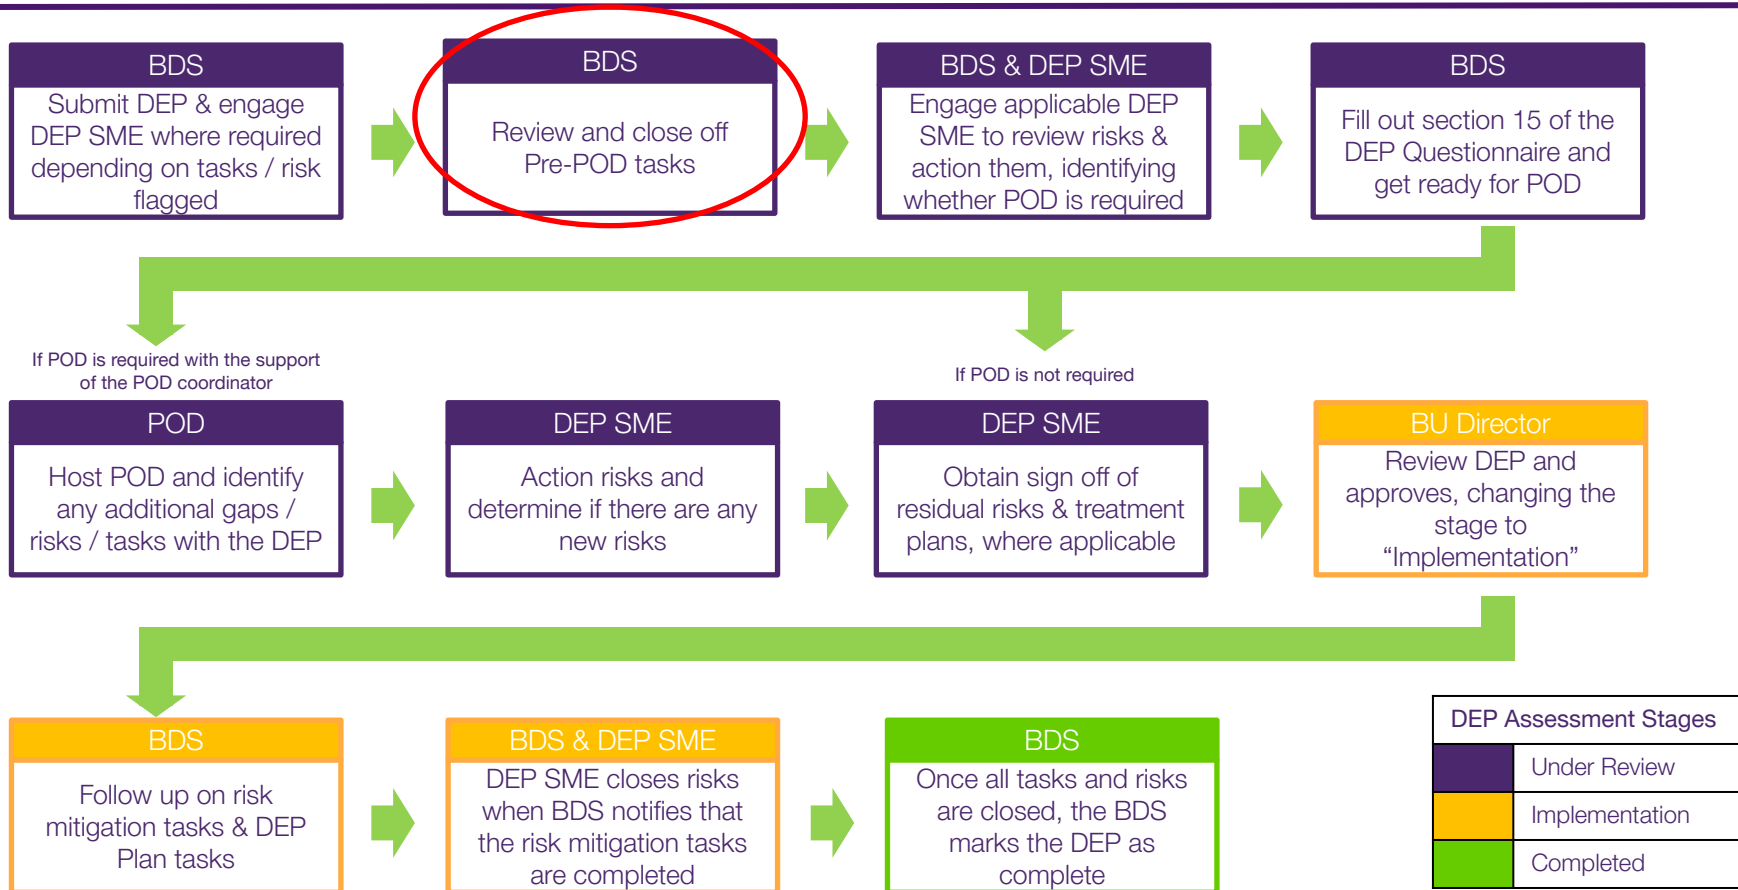 BDS
Submit DEP & engage
DEP SME where required
depending on tasks / risk
flagged
BDS
Review and close off
Pre-POD tasks
BDS & DEP SME
Engage applicable DEP
SME to review risks &
action them, identifying
whether POD is required
BDS
Fill out section 15 of the
DEP Questionnaire and
get ready for POD
If POD is required with the support
of the POD coordinator
If POD is not required
POD
Host POD and identify
any additional gaps /
risks / tasks with the DEP
DEP SME
Action risks and
determine if there are any
new risks
DEP SME
Obtain sign off of
residual risks & treatment
plans, where applicable
BU Director
Review DEP and
approves, changing the
stage to
“Implementation”
BDS
Follow up on risk
mitigation tasks & DEP
Plan tasks
BDS & DEP SME
DEP SME closes risks
when BDS notifies that
the risk mitigation tasks
are completed
BDS
Once all tasks and risks
are closed, the BDS
marks the DEP as
complete
DEP Assessment Stages
Under Review
Implementation
Completed